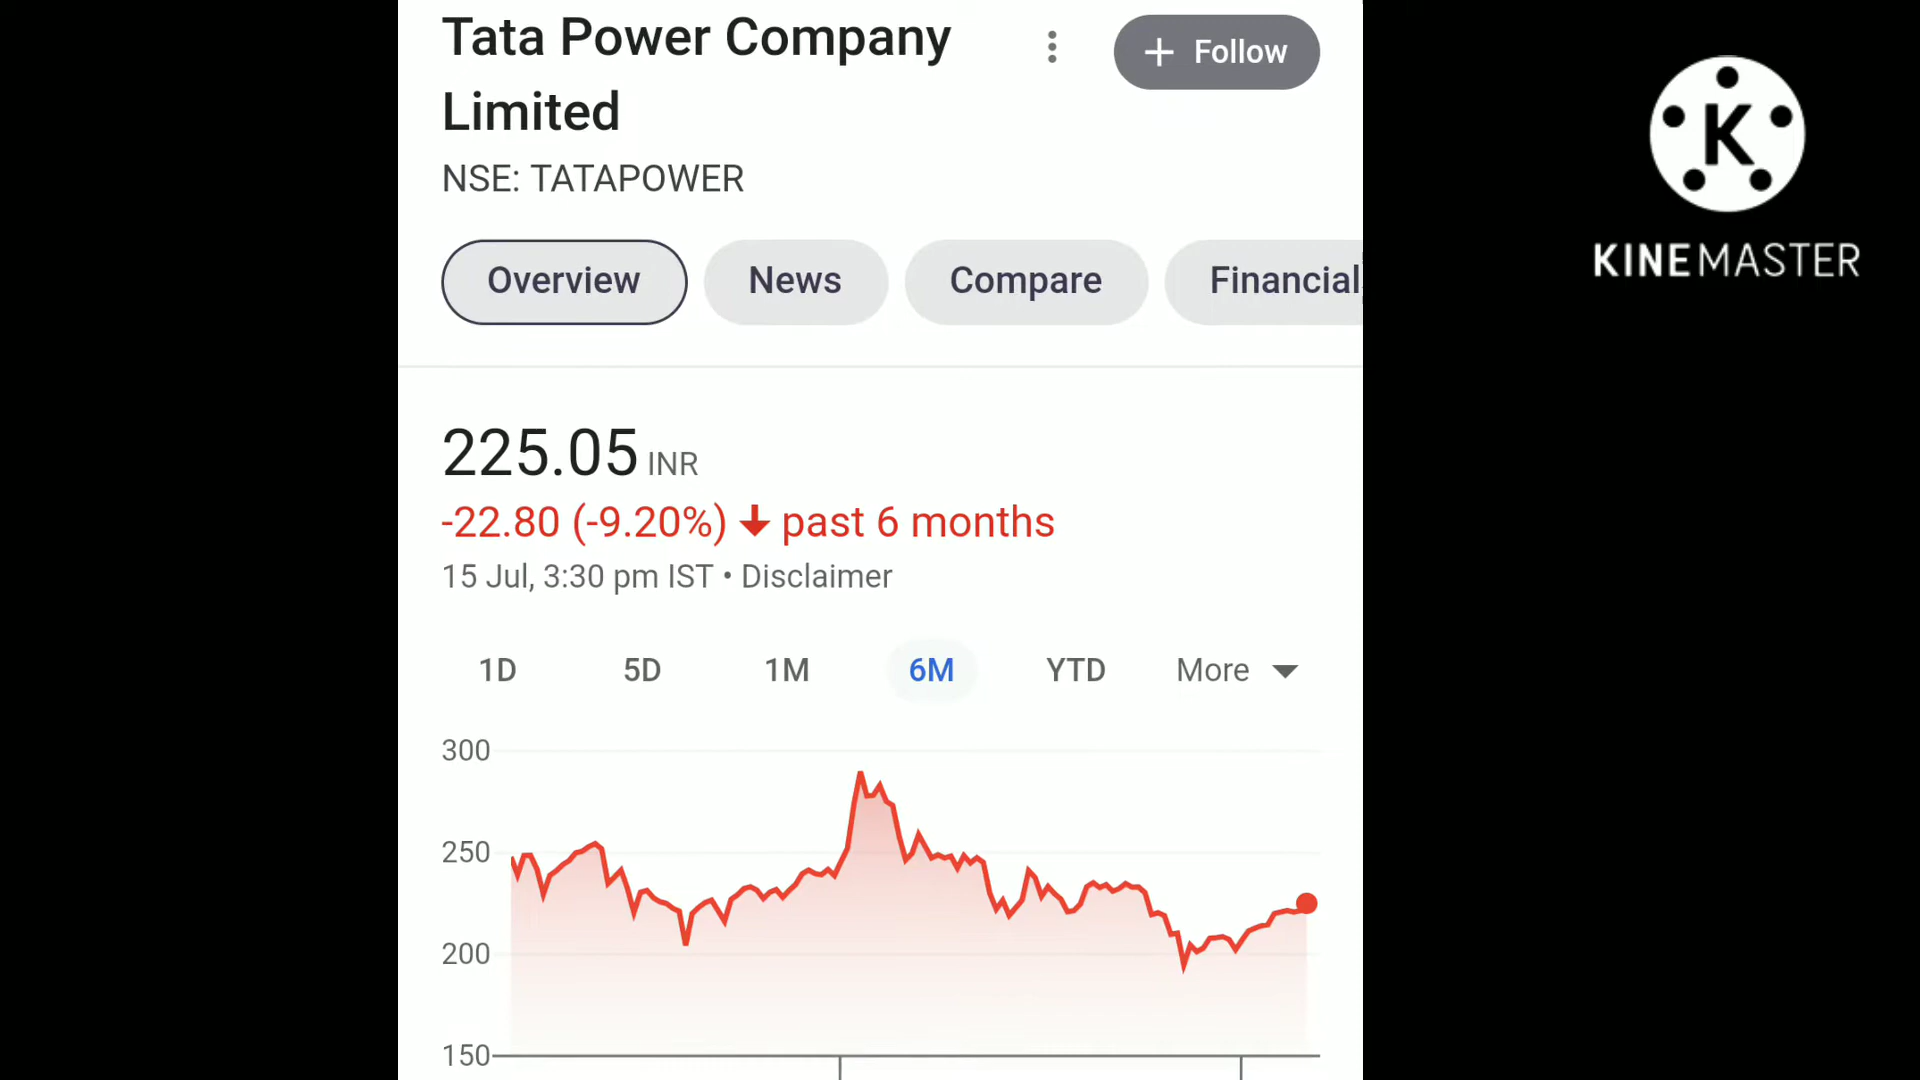 Tata Power Company
Limited
+ Follow
NSE: TATAPOWER
Overview
News
Compare
Financial
225.05 INR
-22.80 (-9.20%) ↓ past 6 months
15 Jul, 3:30 pm IST • Disclaimer
1D
5D
1M
6M
YTD
More
300
250
200
150
K
KINEMASTER